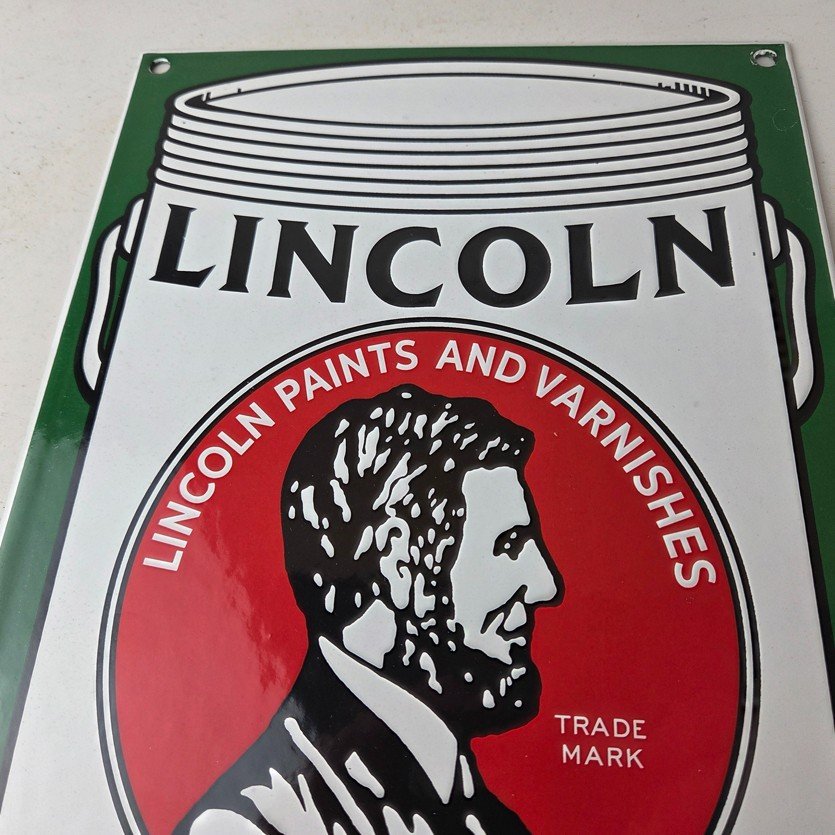 LINCOLN
LINCOLN PAINTS AND VARNISHES
TRADE
MARK